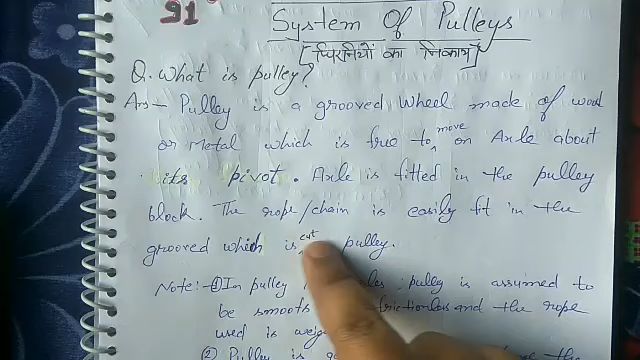 91
System Of Pulleys
[घिरनियों का निकाय]
Q. What is pulley?
Ans- Pulley is a grooved wheel made of wood
or Metal which is free to move on Axle about
its pivot. Axle is fitted in the pulley
block. The rope/chain is easily fit in the
grooved which is cut pulley.
Note:- ① In pulley pulley is assumed to
be smooth frictionless and the rope
used is
② Pulley is the